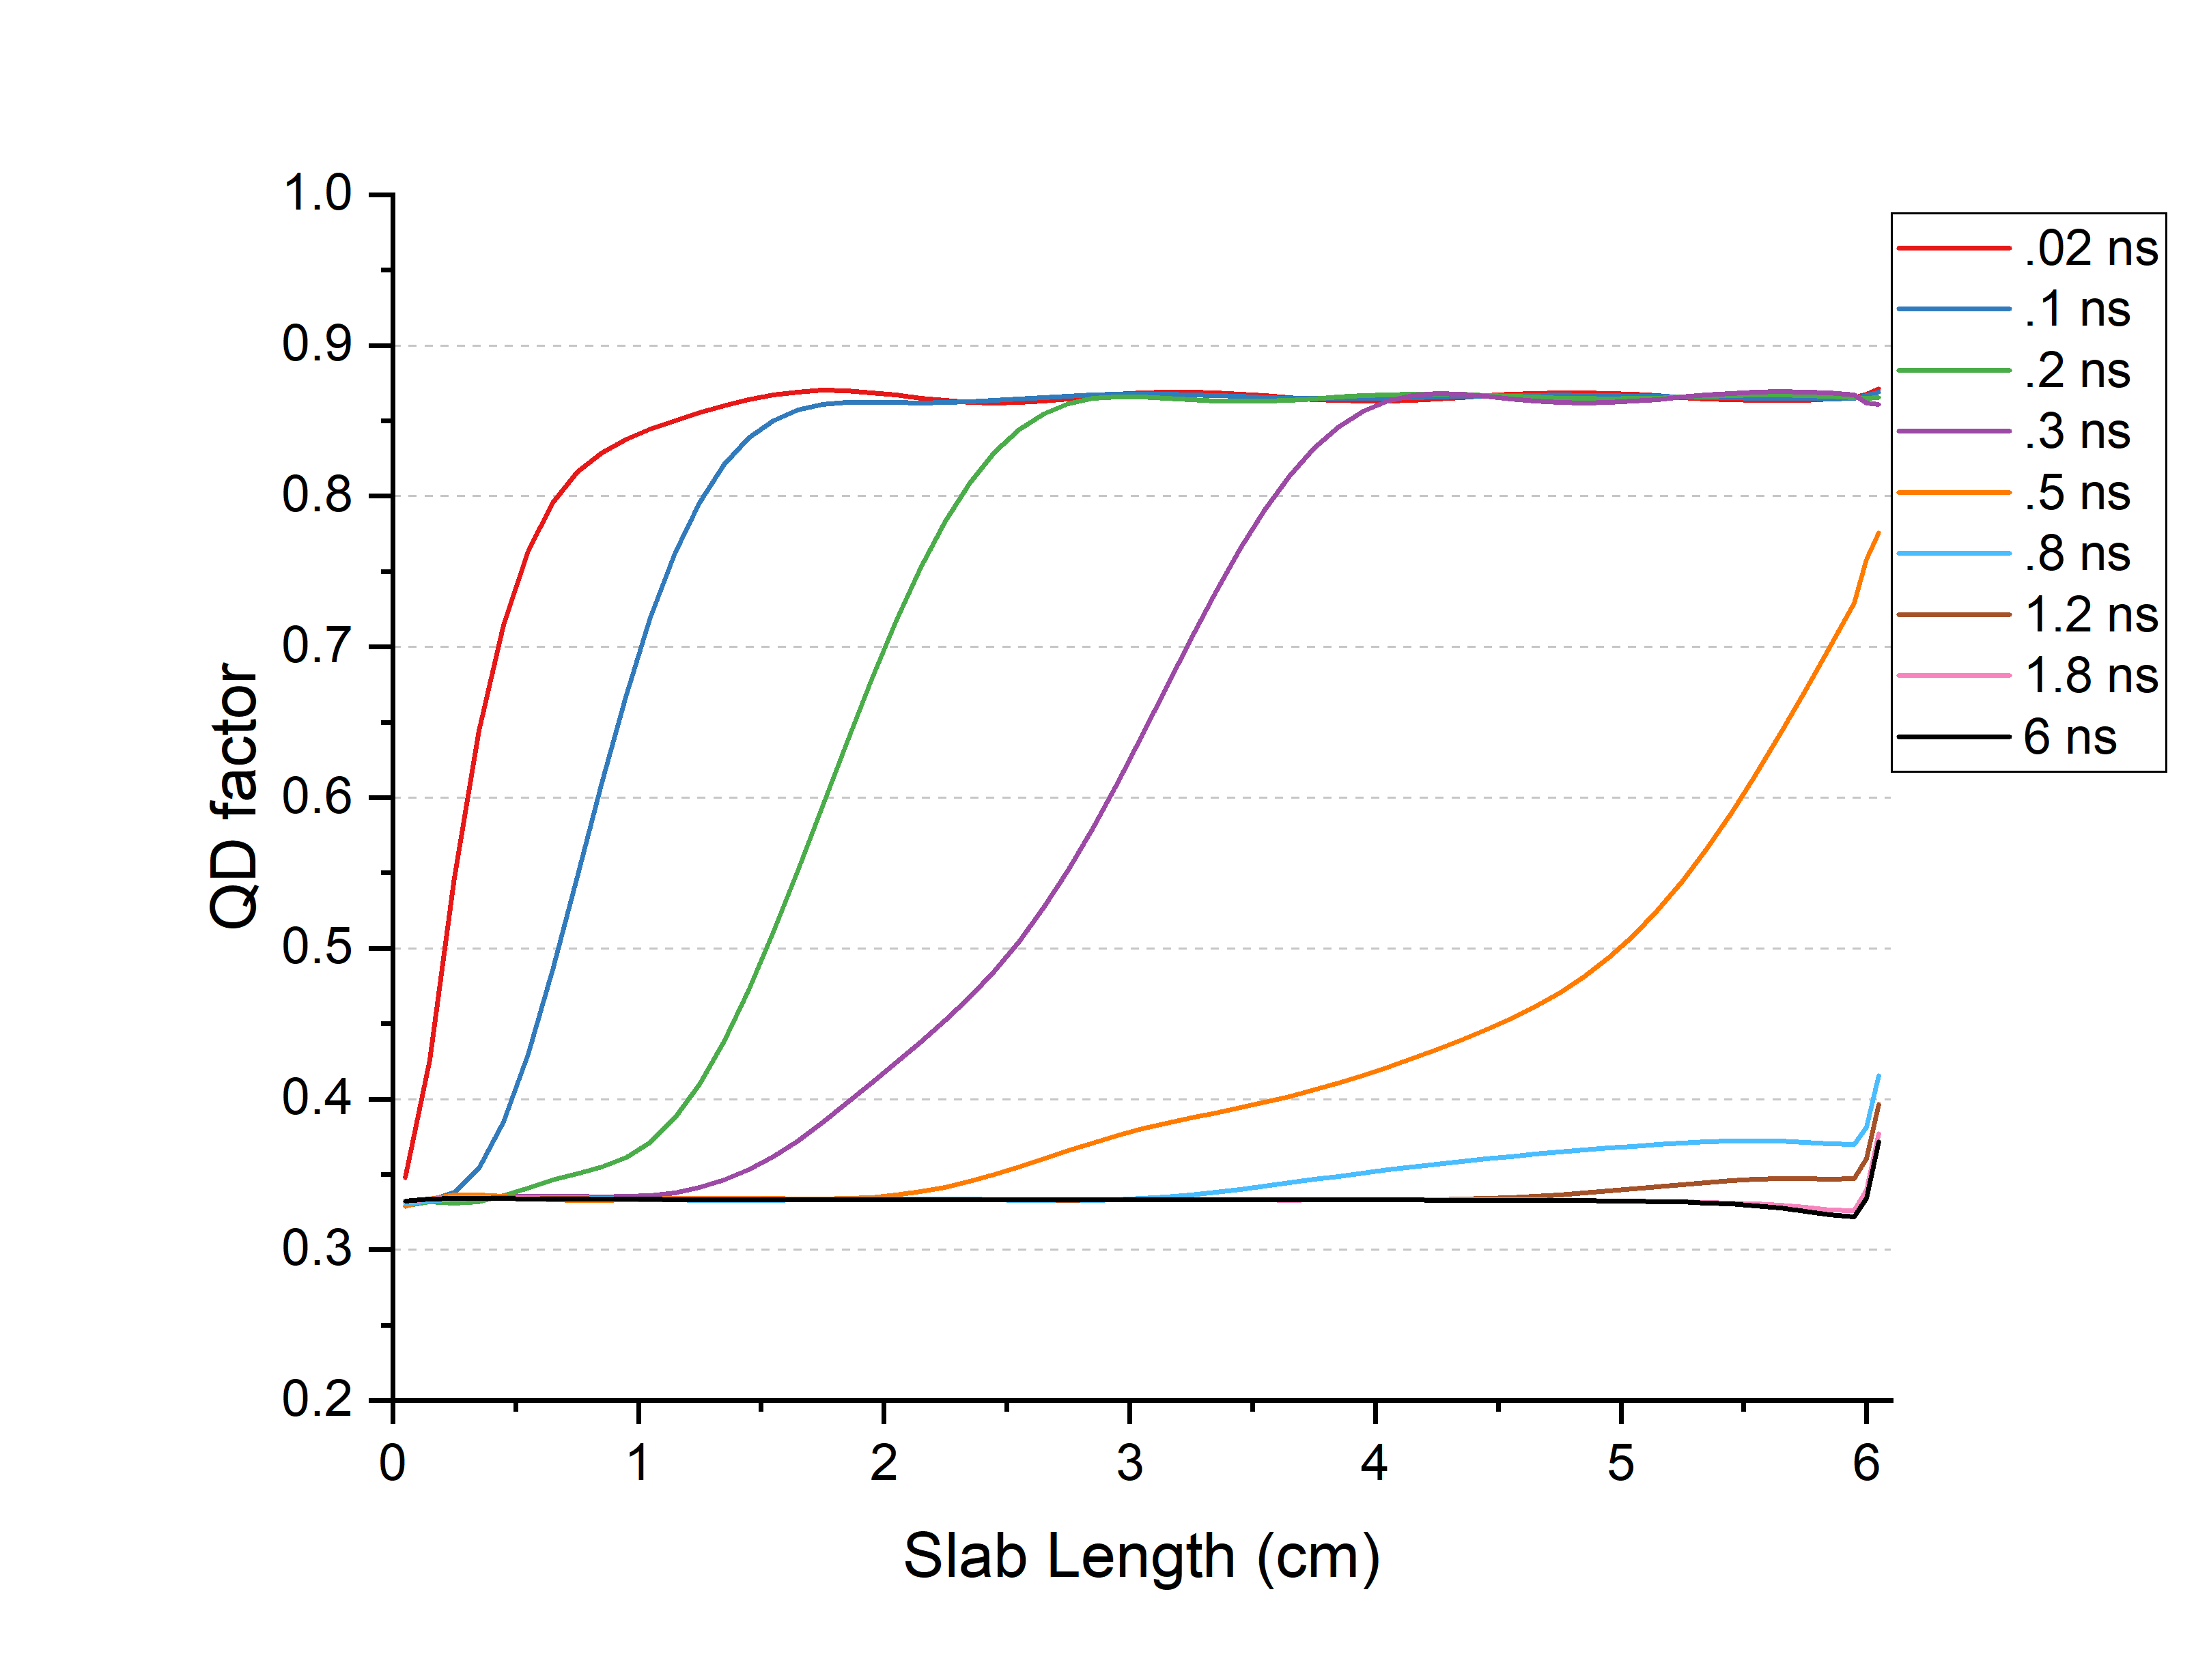 1.0
0.9
0.8
0.7
0.6
0.5
0.4
0.3
0.2
QD factor
0 1 2 3 4 5 6
Slab Length (cm)
.02 ns
.1 ns
.2 ns
.3 ns
.5 ns
.8 ns
1.2 ns
1.8 ns
6 ns